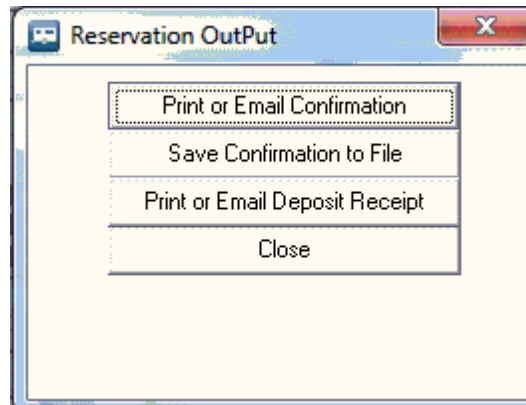 Reservation OutPut
Print or Email Confirmation
Save Confirmation to File
Print or Email Deposit Receipt
Close